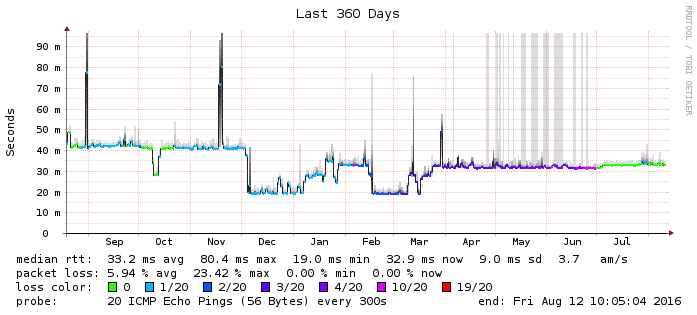 Last 360 Days
RRDTOOL / TOBI OETIKER
Seconds
90 m
80 m
70 m
60 m
50 m
40 m
30 m
20 m
10 m
0
Sep Oct Nov Dec Jan Feb Mar Apr May Jun Jul
median rtt: 33.2 ms avg 80.4 ms max 19.0 ms min 32.9 ms now 9.0 ms sd 3.7 am/s
packet loss: 5.94 % avg 23.42 % max 0.00 % min 0.00 % now
loss color: 0 1/20 2/20 3/20 4/20 10/20 19/20
probe: 20 ICMP Echo Pings (56 Bytes) every 300s end: Fri Aug 12 10:05:04 2016